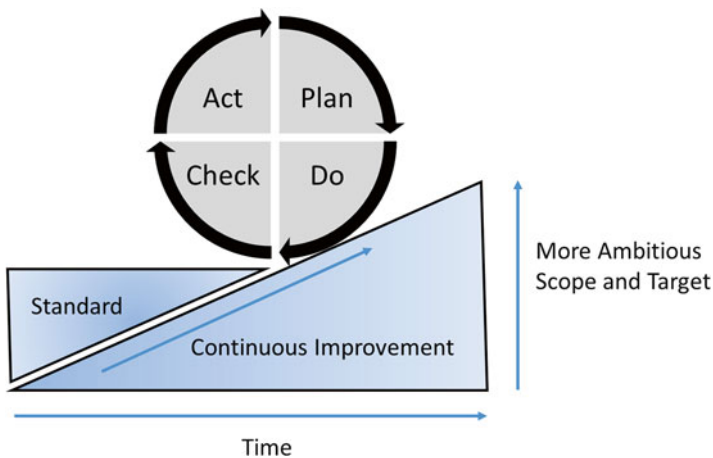 Act
Plan
Check
Do
More Ambitious
Scope and Target
Standard
Continuous Improvement
Time